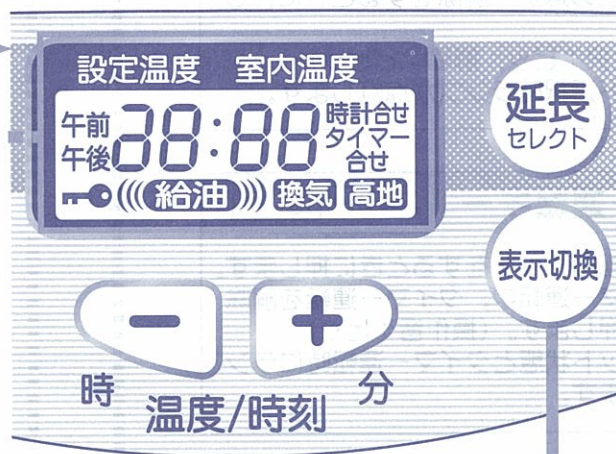 設定温度 室内温度
午前
午後
28:88
時計合せ
タイマー
合せ
給油 換気 高地
延長
セレクト
表示切換
− +
時 分
温度/時刻